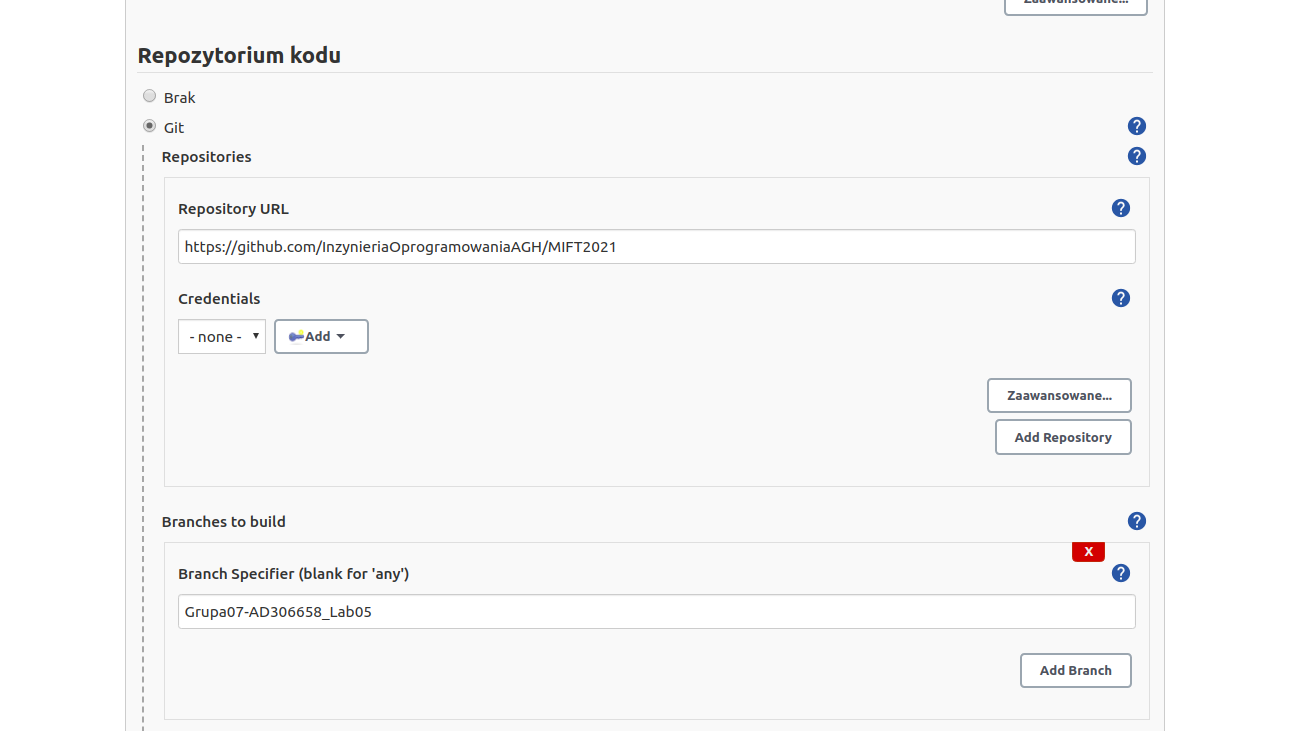 Zaawansowane...
Repozytorium kodu
Brak
Git
?
Repositories
?
Repository URL
?
https://github.com/InzynieriaOprogramowaniaAGH/MIFT2021
Credentials
?
- none -
Add
Zaawansowane...
Add Repository
Branches to build
?
X
Branch Specifier (blank for 'any')
?
Grupa07-AD306658_Lab05
Add Branch